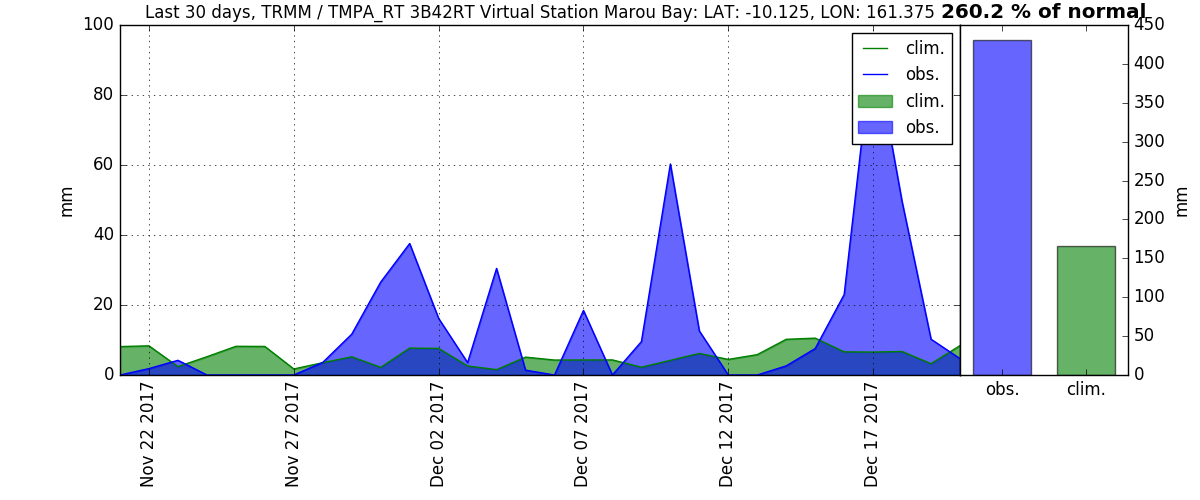 Last 30 days, TRMM / TMPA_RT 3B42RT Virtual Station Marou Bay: LAT: -10.125, LON: 161.375 260.2 % of normal
100
80
60
40
20
0
mm
clim.
obs.
clim.
obs.
450
400
350
300
250
200
150
100
50
0
mm
Nov 22 2017
Nov 27 2017
Dec 02 2017
Dec 07 2017
Dec 12 2017
Dec 17 2017
obs.
clim.